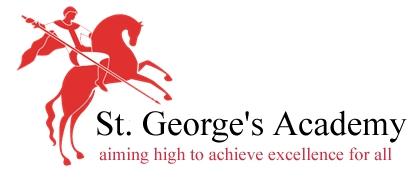 St. George's Academy
aiming high to achieve excellence for all